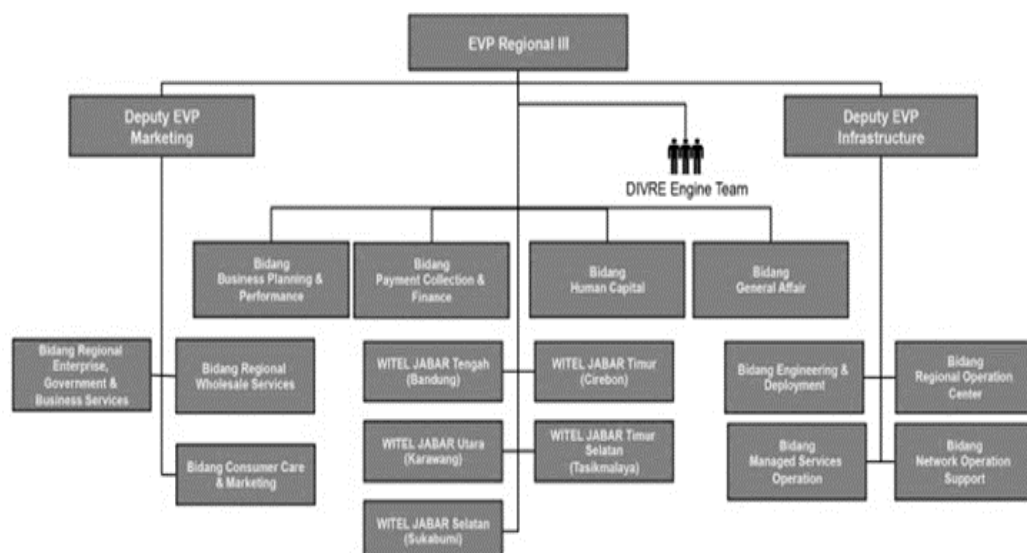 EVP Regional III
Deputy EVP
Marketing
Deputy EVP
Infrastructure
DIVRE Engine Team
Bidang
Business Planning &
Performance
Bidang
Payment Collection &
Finance
Bidang
Human Capital
Bidang
General Affair
Bidang Regional
Enterprise,
Government &
Business Services
Bidang Regional
Wholesale Services
WITEL JABAR Tengah
(Bandung)
WITEL JABAR Timur
(Cirebon)
Bidang Engineering &
Deployment
Bidang
Regional Operation
Center
Bidang Consumer Care
& Marketing
WITEL JABAR Utara
(Karawang)
WITEL JABAR Timur
Selatan
(Tasikmalaya)
Bidang
Managed Services
Operation
Bidang
Network Operation
Support
WITEL JABAR Selatan
(Sukabumi)